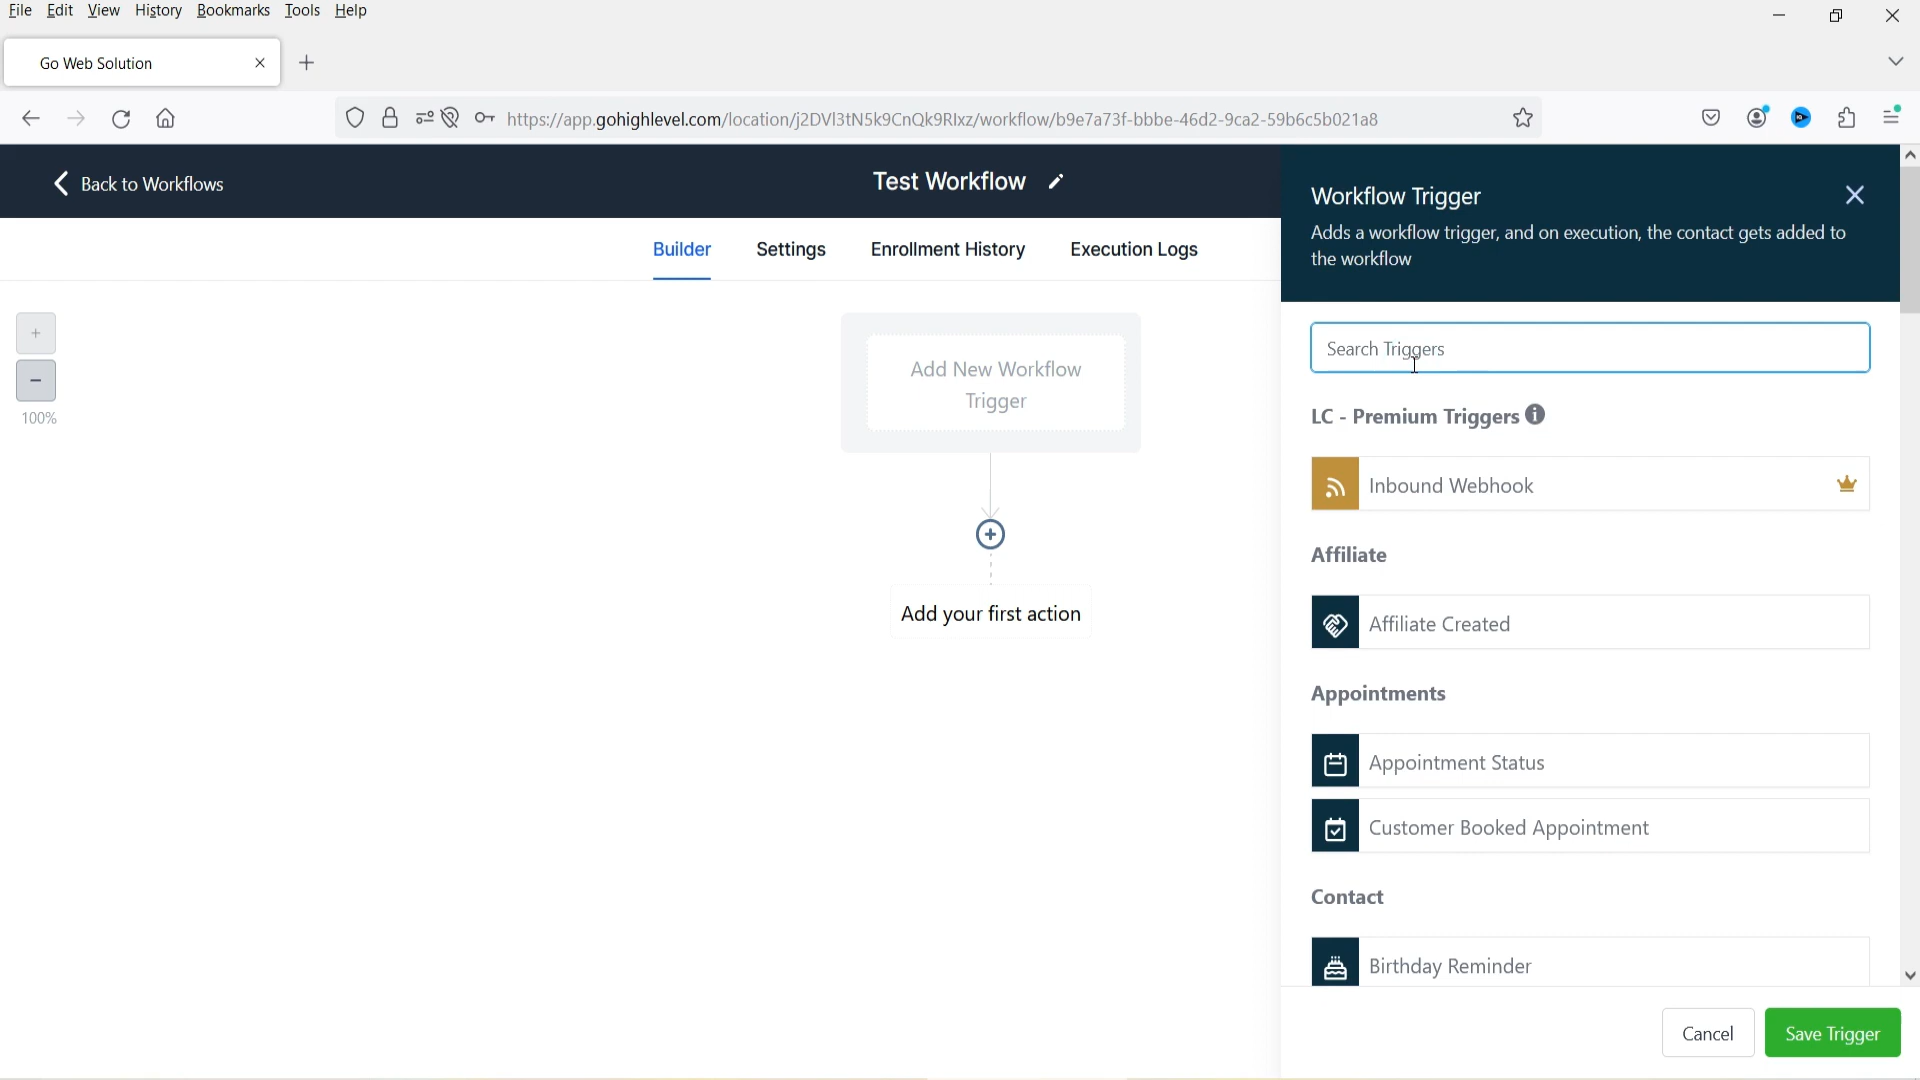 File Edit View History Bookmarks Tools Help
Go Web Solution
https://app.gohighlevel.com/location/j2DVl3tN5k9CnQk9Rlxz/workflow/b9e7a73f-bbbe-46d2-9ca2-59b6c5b021a8
Back to Workflows
Test Workflow
Builder Settings Enrollment History Execution Logs
+
−
100%
Add New Workflow
Trigger
Add your first action
Workflow Trigger
Adds a workflow trigger, and on execution, the contact gets added to
the workflow
Search Triggers
LC - Premium Triggers
Inbound Webhook
Affiliate
Affiliate Created
Appointments
Appointment Status
Customer Booked Appointment
Contact
Birthday Reminder
Cancel Save Trigger